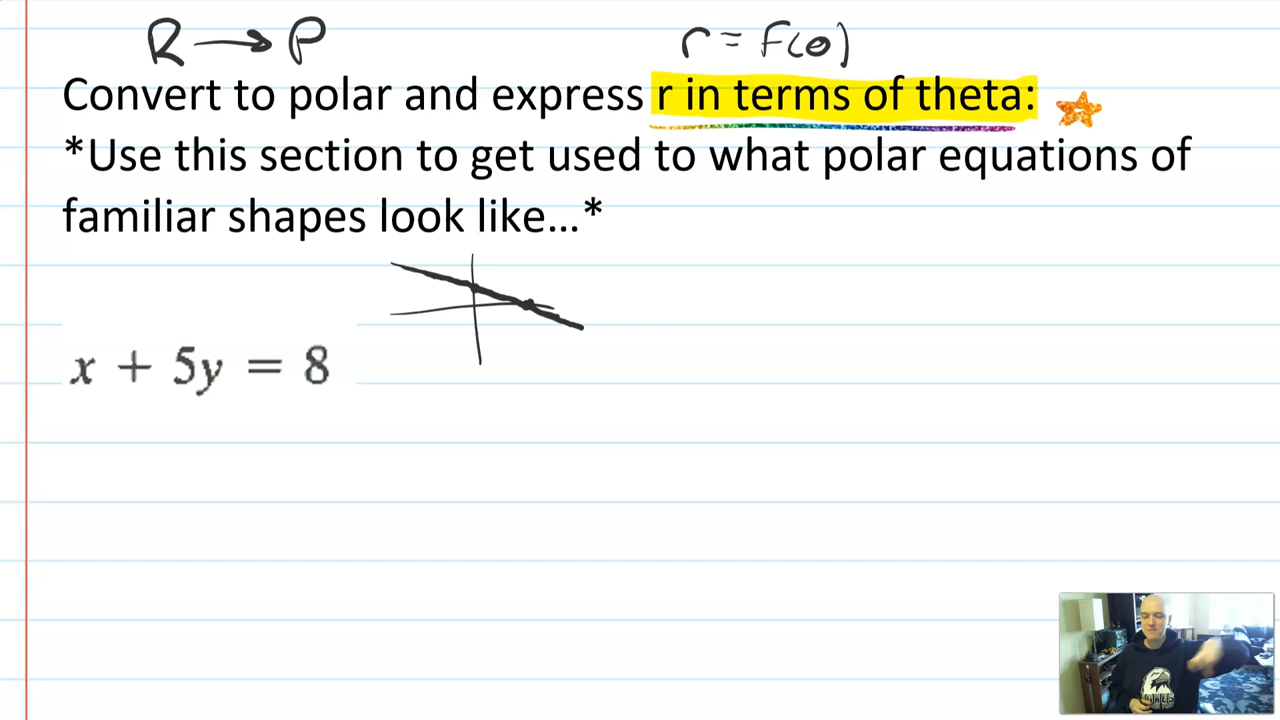 R → P r = F(θ)
Convert to polar and express r in terms of theta:
*Use this section to get used to what polar equations of
familiar shapes look like...*
x + 5y = 8